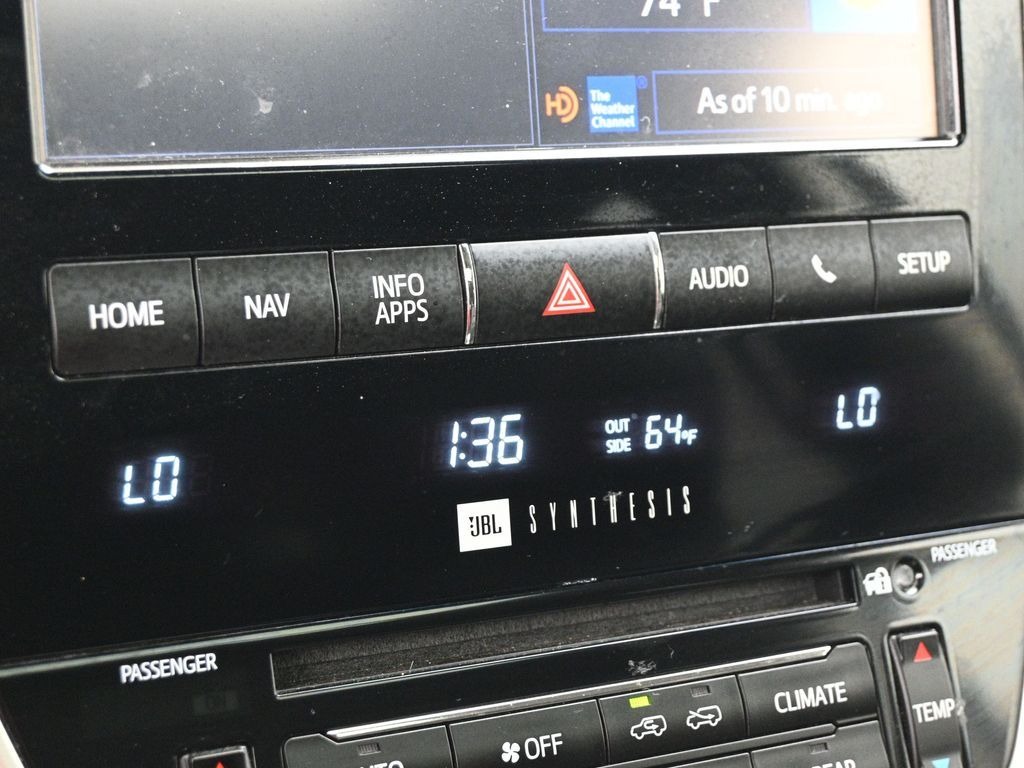 74° F
HD
The
Weather
Channel
®
As of 10 min. ago
HOME
NAV
INFO
APPS
AUDIO
SETUP
LO
1:36
OUT
SIDE
64°F
LO
JBL SYNTHESIS
PASSENGER
PASSENGER
CLIMATE
TEMP
OFF